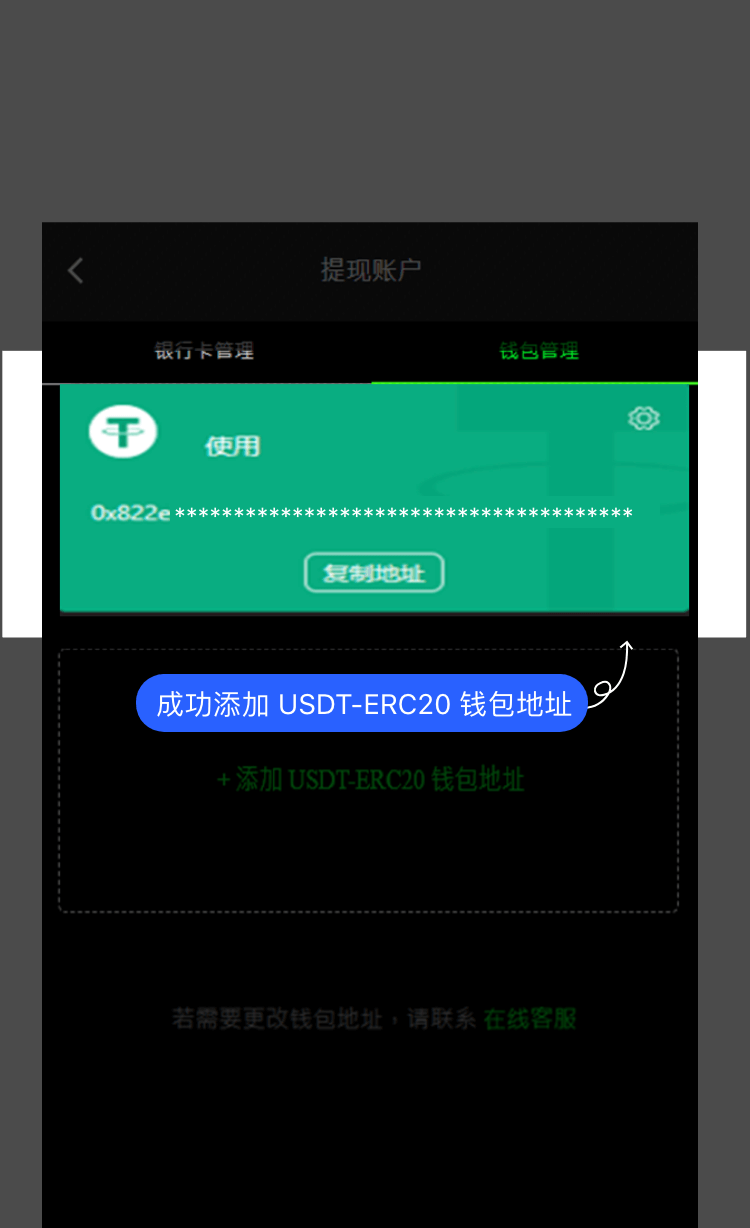 提现账户
银行卡管理
钱包管理
使用
0x822e***************************************
复制地址
成功添加 USDT-ERC20 钱包地址
+ 添加 USDT-ERC20 钱包地址
若需要更改钱包地址，请联系 在线客服